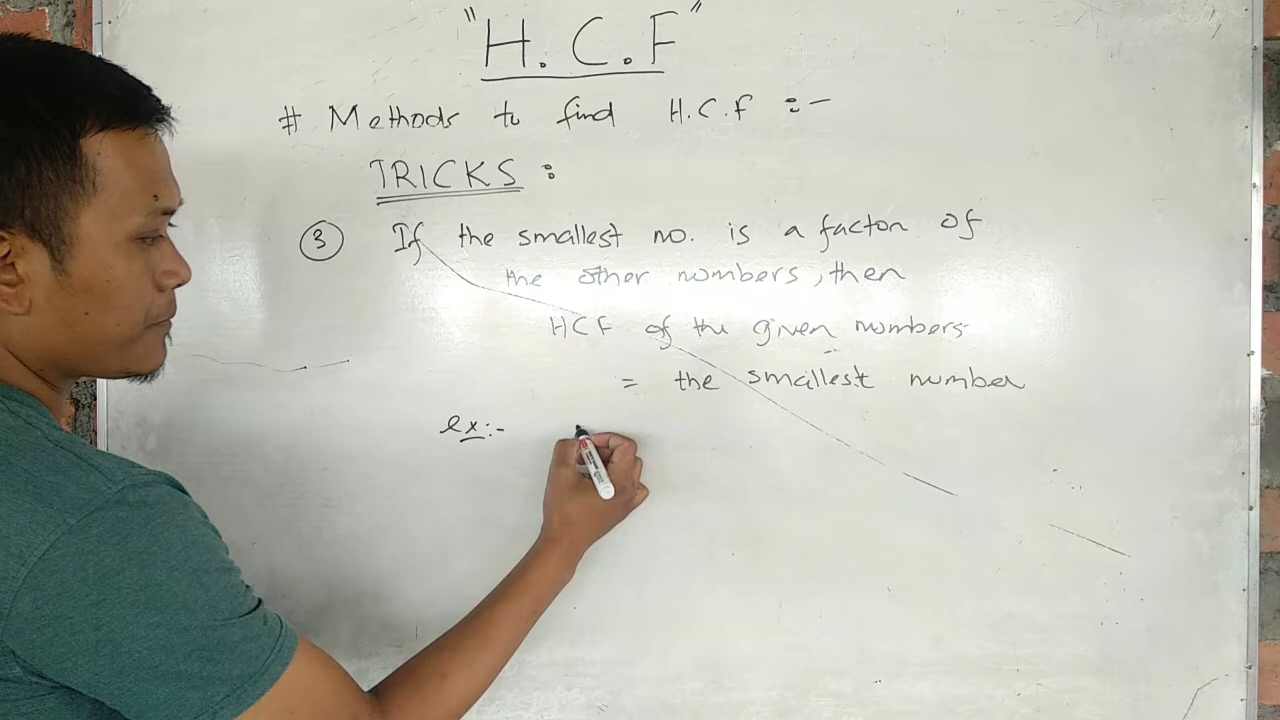 "H.C.F"
# Methods to find H.C.F :-
TRICKS :
③ If the smallest no. is a factor of
the other numbers, then
HCF of the given numbers
= the smallest number
ex:-